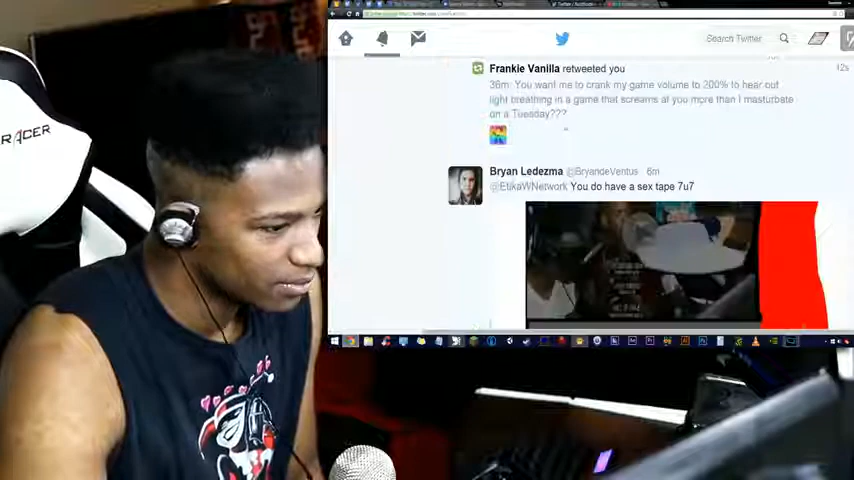 RACER
Search Twitter
Frankie Vanilla retweeted you
12s
36m: You want me to crank my game volume to 200% to hear out
light breathing in a game that screams at you more than I masturbate
on a Tuesday???
Bryan Ledezma @BryandeVentus 6m
@EtikaWNetwork You do have a sex tape 7u7